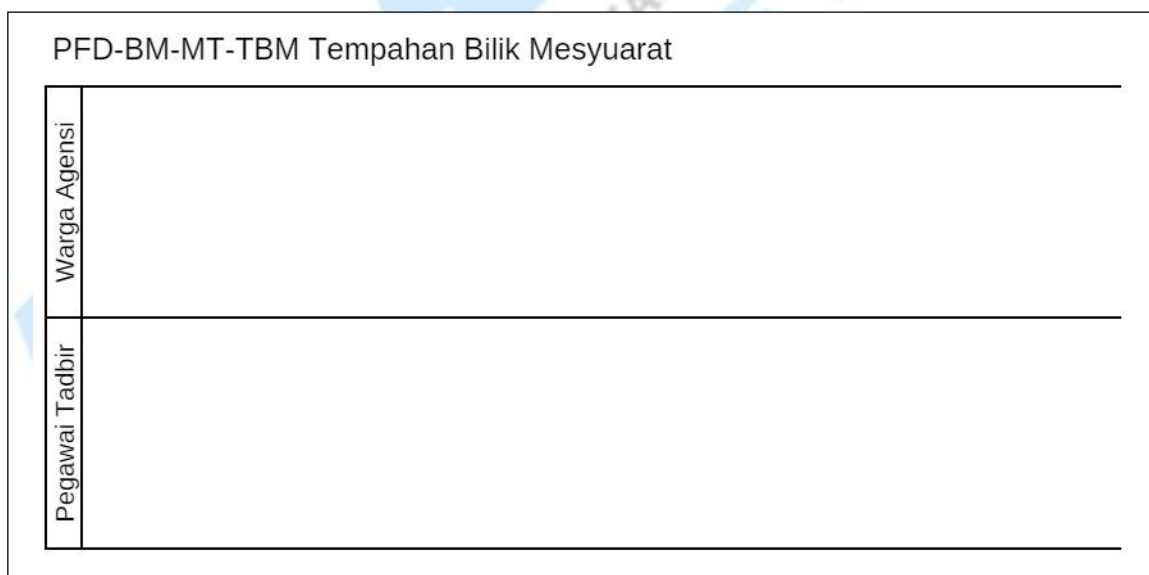 PFD-BM-MT-TBM Tempahan Bilik Mesyuarat
Warga Agensi
Pegawai Tadbir